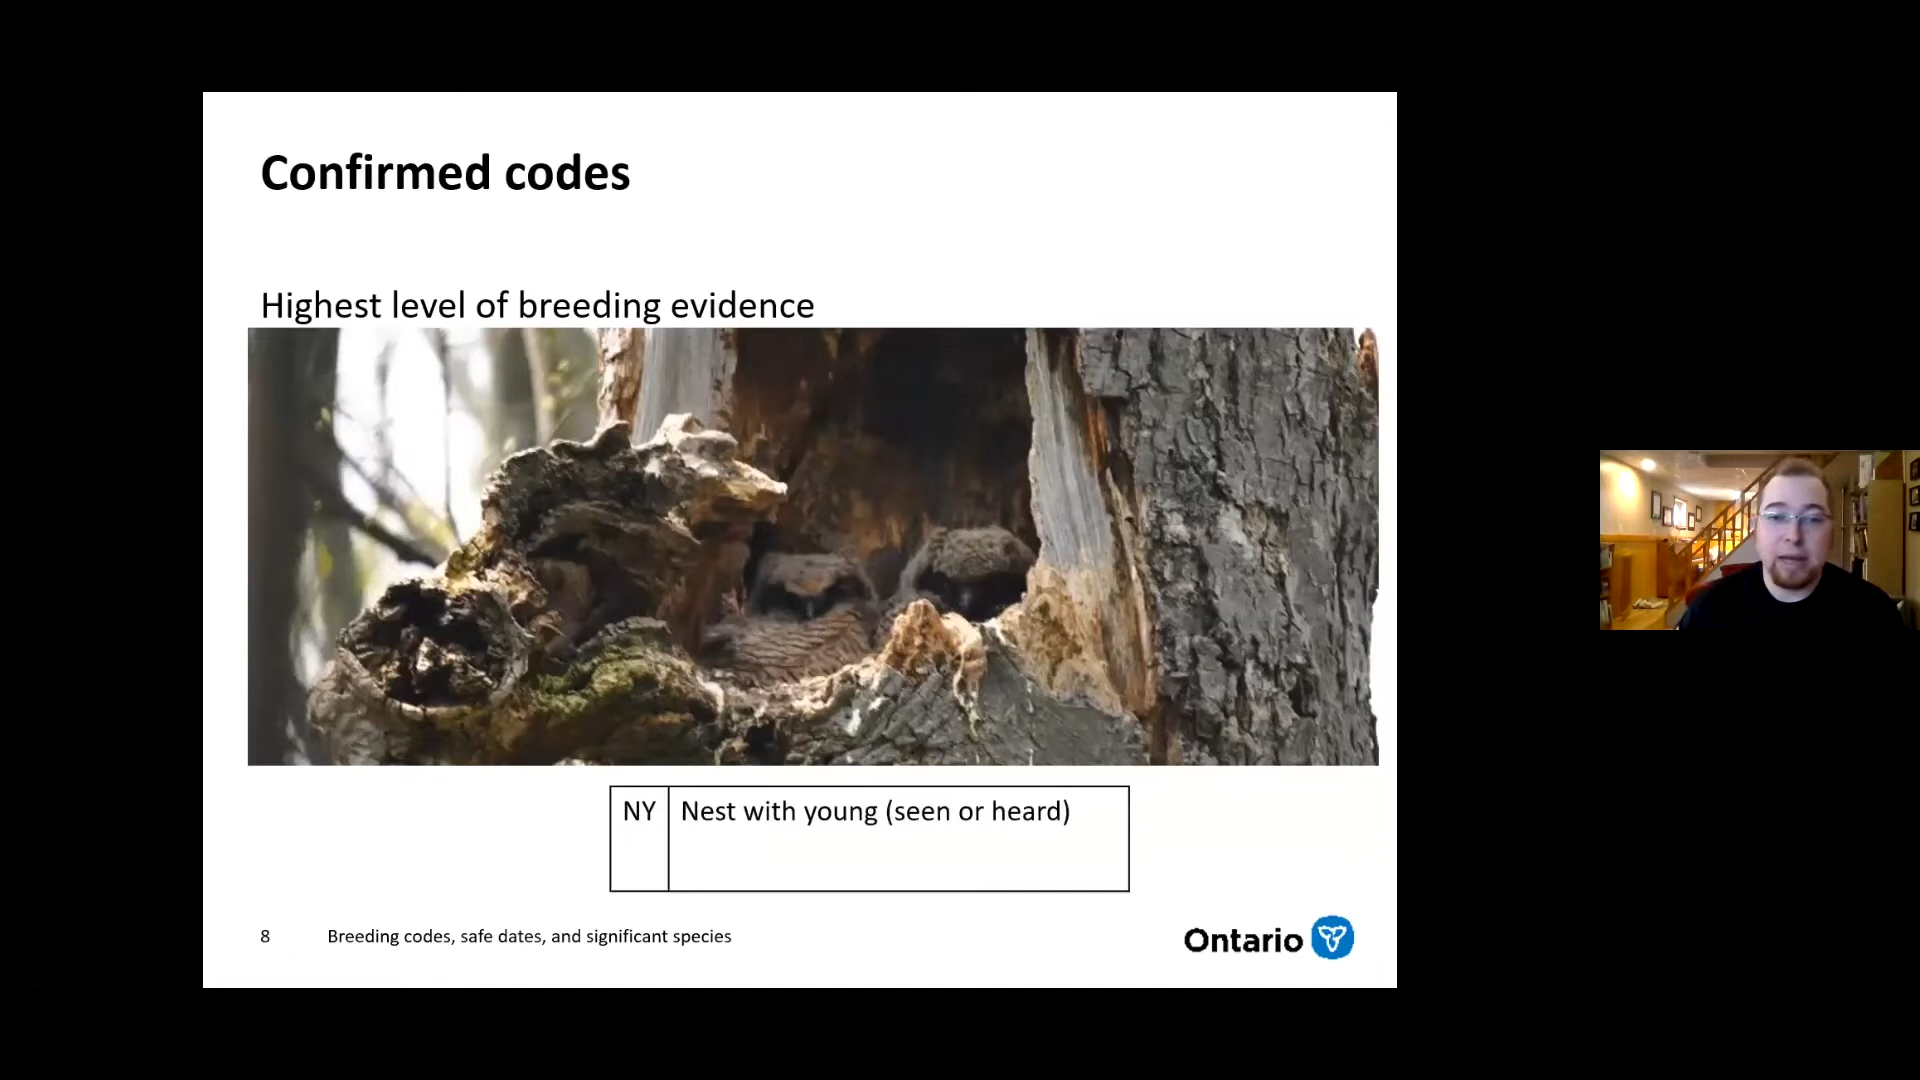 Confirmed codes
Highest level of breeding evidence
NY Nest with young (seen or heard)
8 Breeding codes, safe dates, and significant species
Ontario